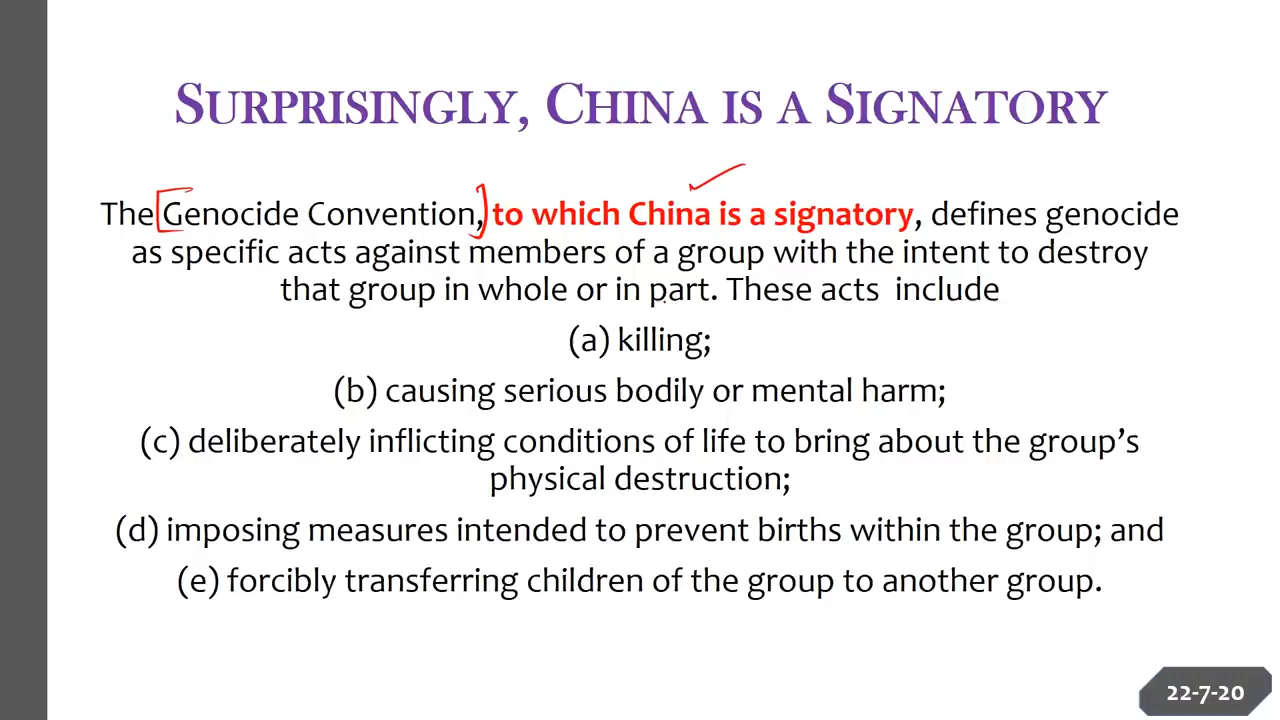 SURPRISINGLY, CHINA IS A SIGNATORY
The Genocide Convention, to which China is a signatory, defines genocide
as specific acts against members of a group with the intent to destroy
that group in whole or in part. These acts include
(a) killing;
(b) causing serious bodily or mental harm;
(c) deliberately inflicting conditions of life to bring about the group’s
physical destruction;
(d) imposing measures intended to prevent births within the group; and
(e) forcibly transferring children of the group to another group.
22-7-20